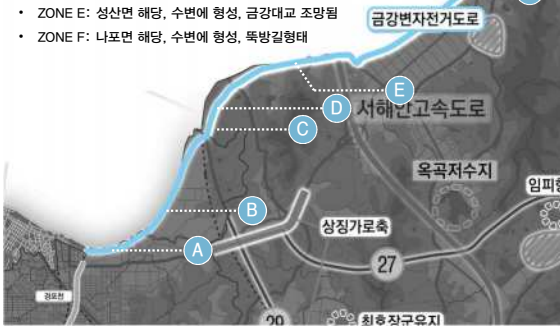 • ZONE E: 성산면 해당, 수변에 형성, 금강대교 조망됨
• ZONE F: 나포면 해당, 수변에 형성, 뚝방길형태
금강변자전거도로
E
D
서해안고속도로
C
옥곡저수지
임피향
B
상징가로축
A
27
경포천
29
최호장군유지